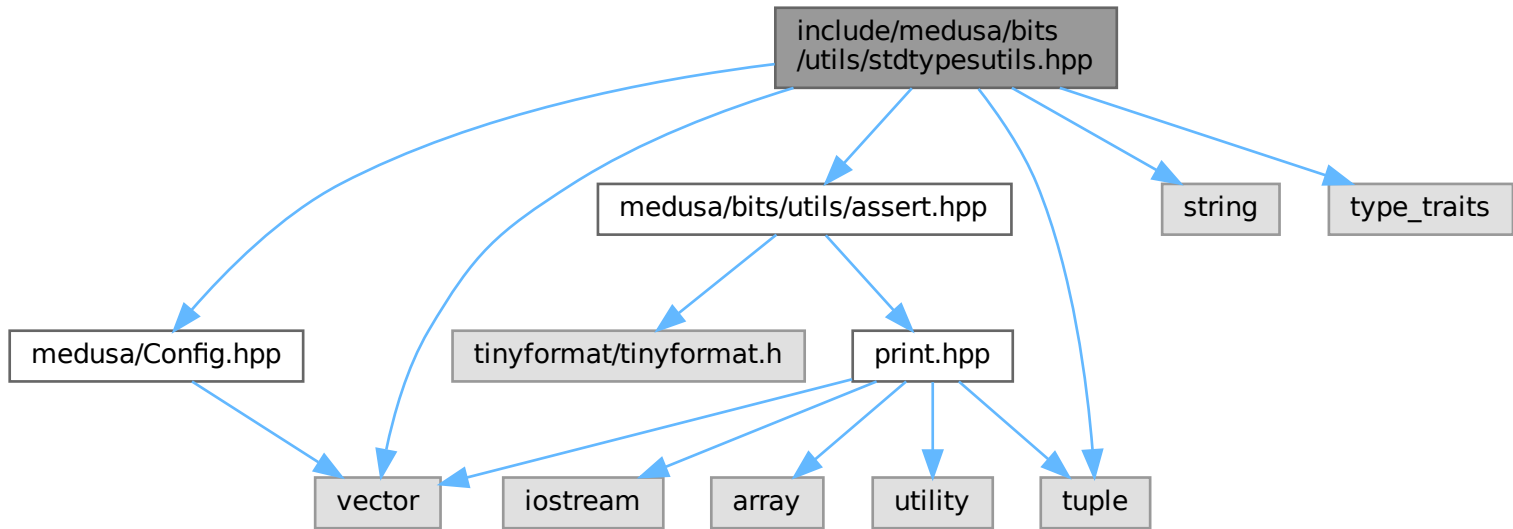 include/medusa/bits
/utils/stdtypesutils.hpp
medusa/bits/utils/assert.hpp
string
type_traits
medusa/Config.hpp
tinyformat/tinyformat.h
print.hpp
vector
iostream
array
utility
tuple